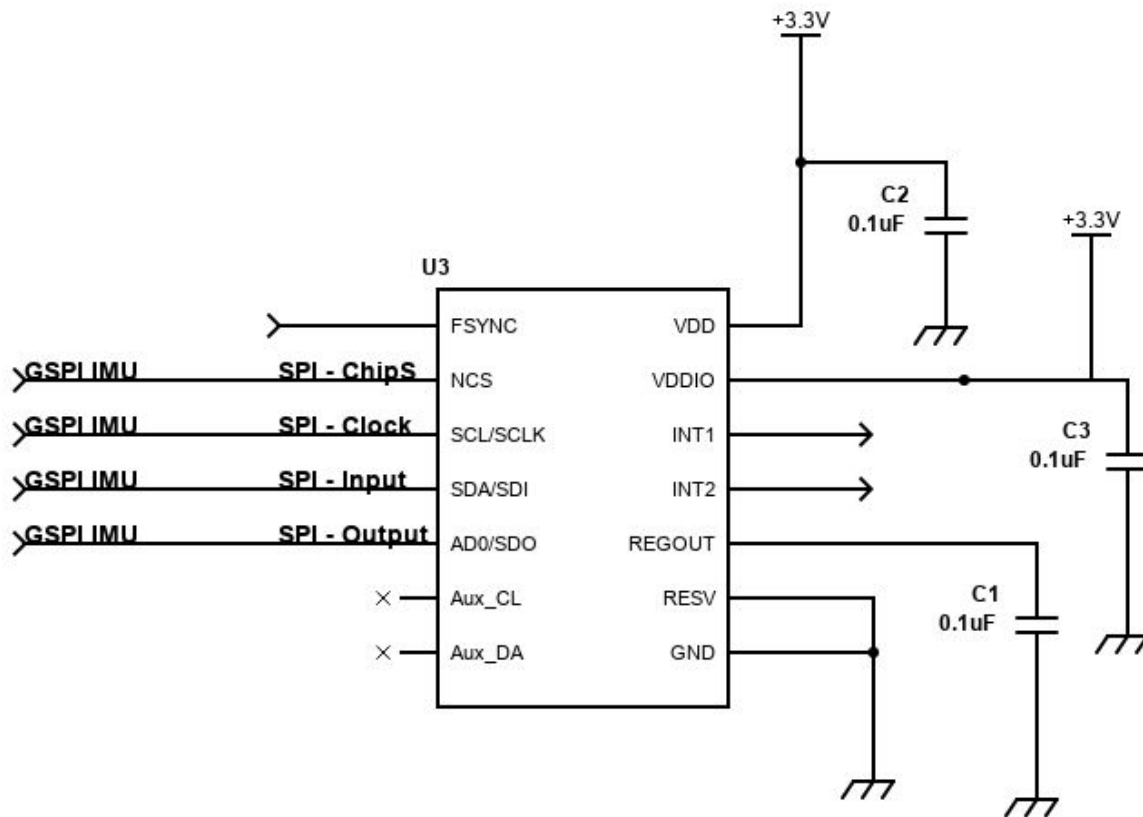 +3.3V
C2
0.1uF
+3.3V
U3
FSYNC VDD
GSPI IMU SPI - ChipS NCS VDDIO
GSPI IMU SPI - Clock SCL/SCLK INT1
C3
0.1uF
GSPI IMU SPI - Input SDA/SDI INT2
GSPI IMU SPI - Output AD0/SDO REGOUT
Aux_CL RESV
C1
0.1uF
Aux_DA GND